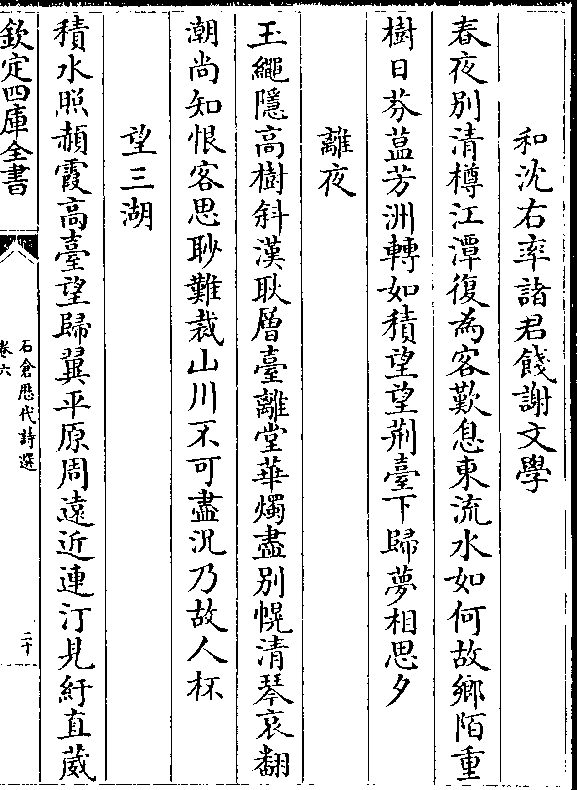 和沈右率諸君餞謝文學
春夜別清樽江潭復為客歎息東流水如何故鄉陌重
樹日芬蒀芳洲轉如積望望荆臺下歸夢相思夕
離夜
玉繩隱高樹斜漢耿層臺離堂華燭盡別幌清琴哀翻
潮尚知恨客思眇難裁山川不可盡況乃故人杯
望三湖
積水照赬霞高臺望歸翼平原周遠近連汀見紆直葳
欽定四庫全書
石倉歴代詩選
卷六
二十